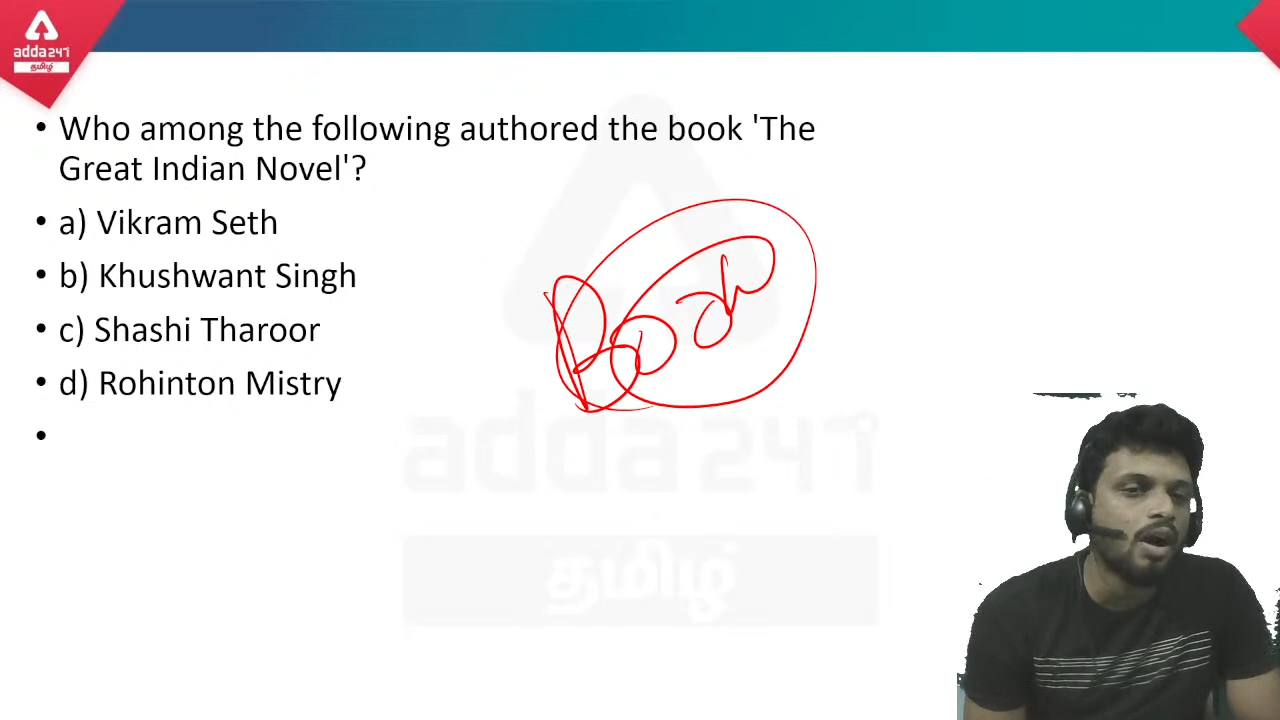 adda247
தமிழ்
• Who among the following authored the book 'The
Great Indian Novel'?
• a) Vikram Seth
• b) Khushwant Singh
• c) Shashi Tharoor
• d) Rohinton Mistry
•
adda247
தமிழ்